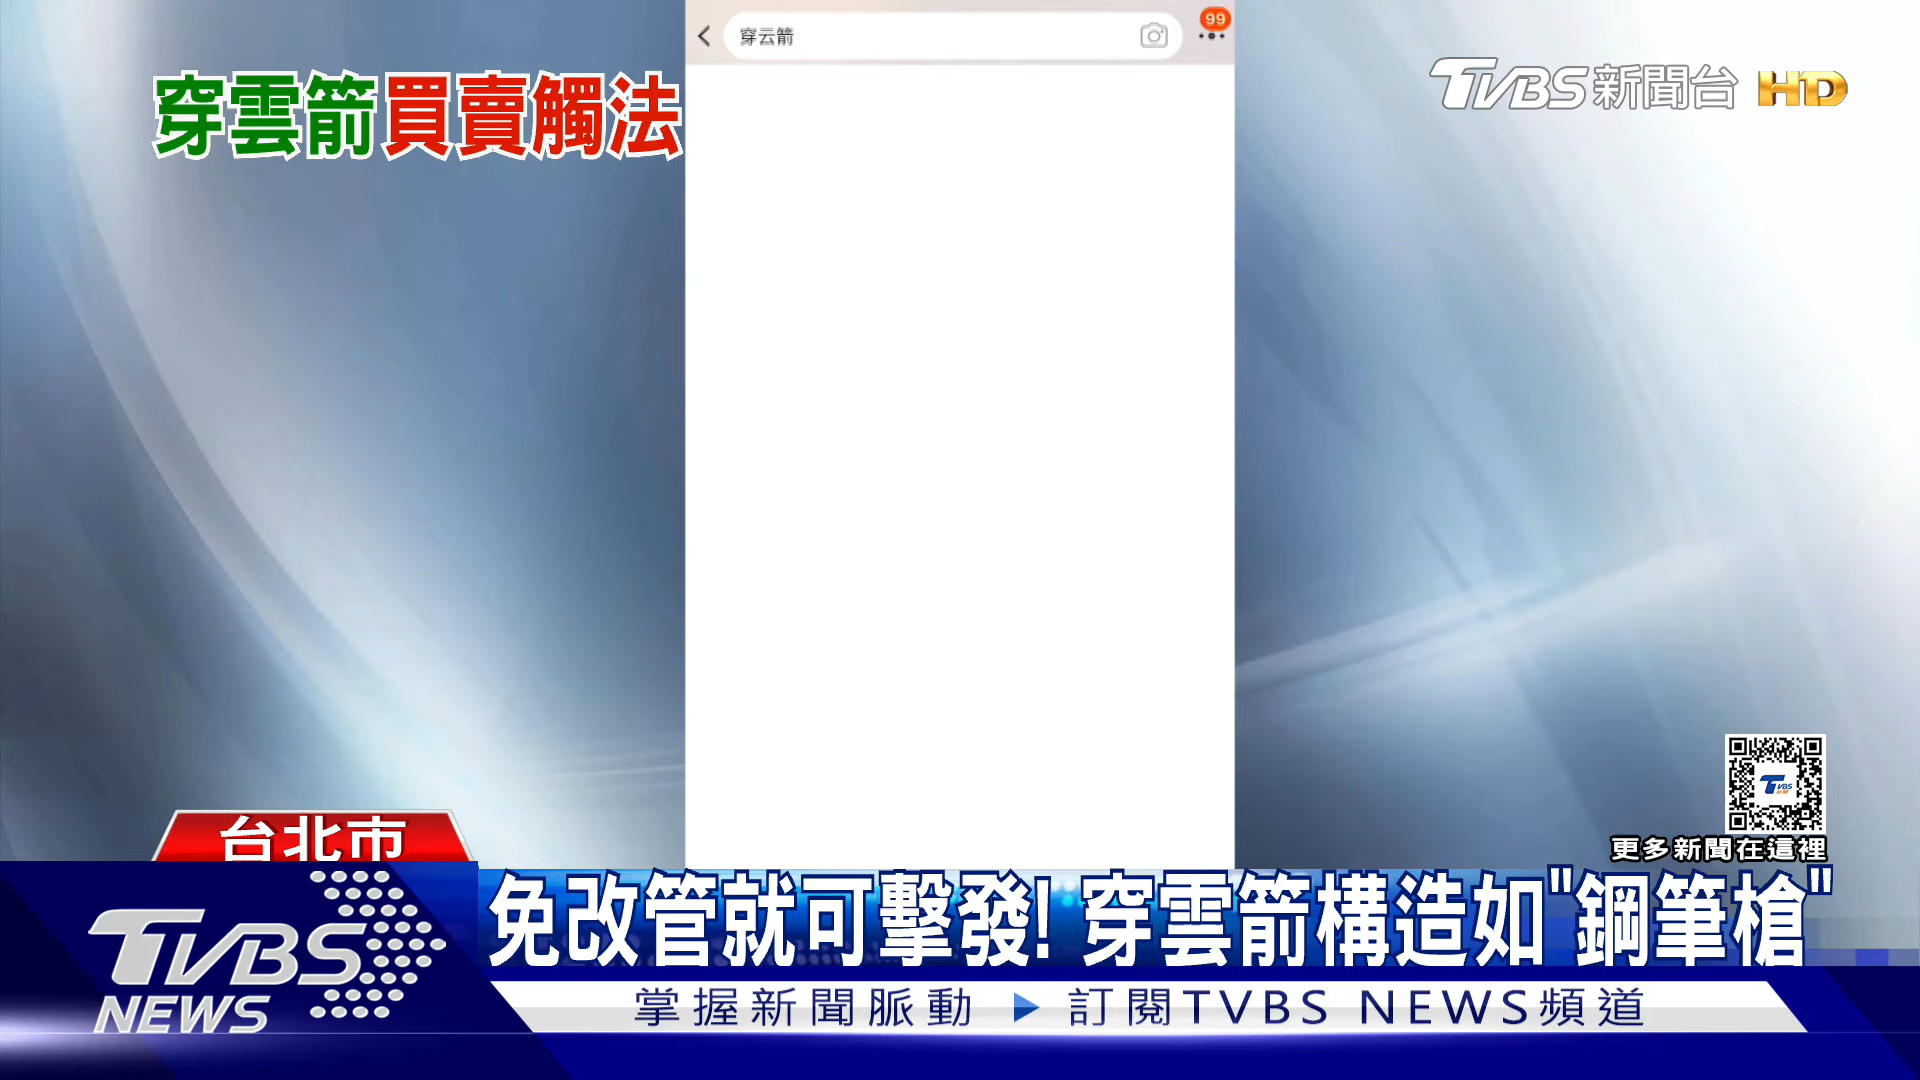 穿云箭
99
穿雲箭買賣觸法
TVBS新聞台 HD
TVBS
新聞
更多新聞在這裡
台北市
免改管就可擊發! 穿雲箭構造如"鋼筆槍"
TVBS
NEWS
掌握新聞脈動 ▶ 訂閱TVBS NEWS頻道